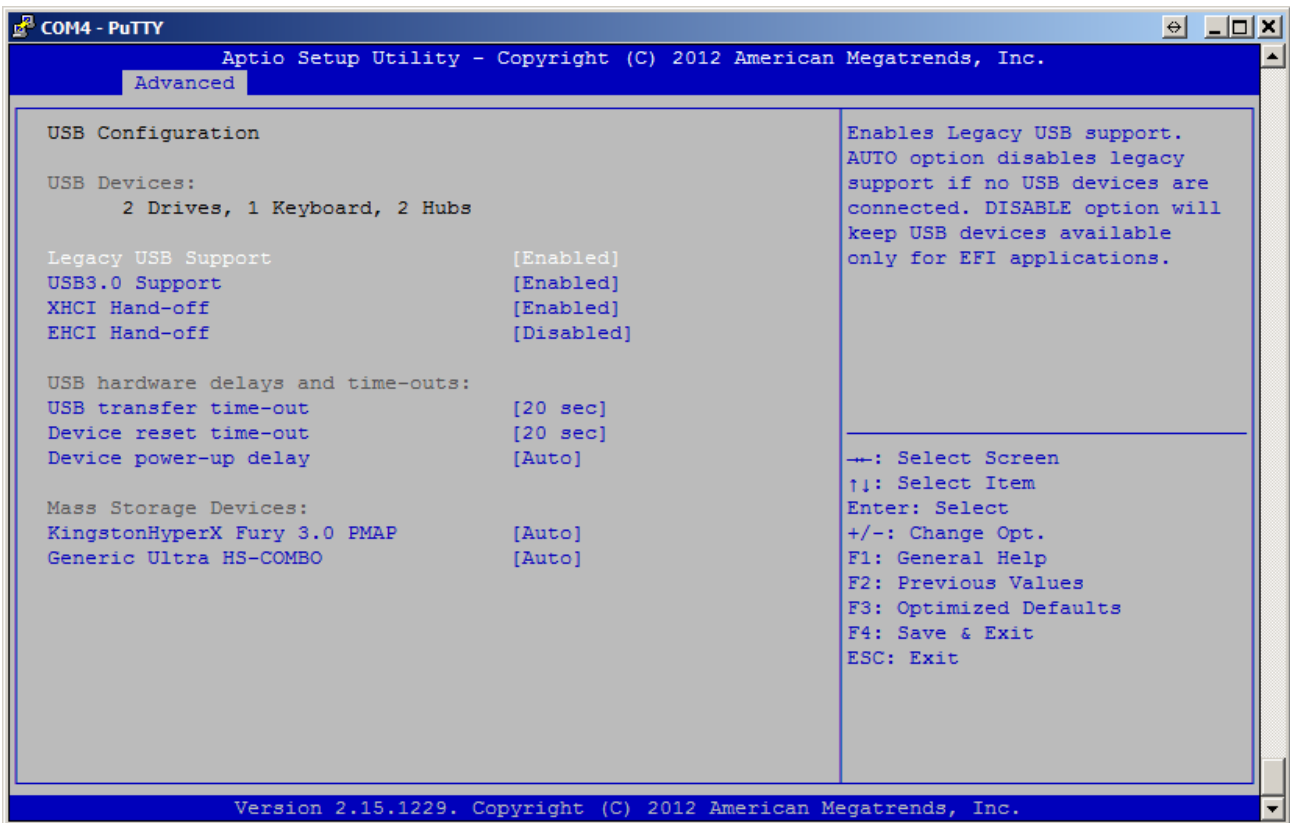 COM4 - PuTTY
Aptio Setup Utility - Copyright (C) 2012 American Megatrends, Inc.
Advanced
USB Configuration
USB Devices:
2 Drives, 1 Keyboard, 2 Hubs
Legacy USB Support [Enabled]
USB3.0 Support [Enabled]
XHCI Hand-off [Enabled]
EHCI Hand-off [Disabled]
USB hardware delays and time-outs:
USB transfer time-out [20 sec]
Device reset time-out [20 sec]
Device power-up delay [Auto]
Mass Storage Devices:
KingstonHyperX Fury 3.0 PMAP [Auto]
Generic Ultra HS-COMBO [Auto]
Enables Legacy USB support.
AUTO option disables legacy
support if no USB devices are
connected. DISABLE option will
keep USB devices available
only for EFI applications.
→←: Select Screen
↑↓: Select Item
Enter: Select
+/-: Change Opt.
F1: General Help
F2: Previous Values
F3: Optimized Defaults
F4: Save & Exit
ESC: Exit
Version 2.15.1229. Copyright (C) 2012 American Megatrends, Inc.